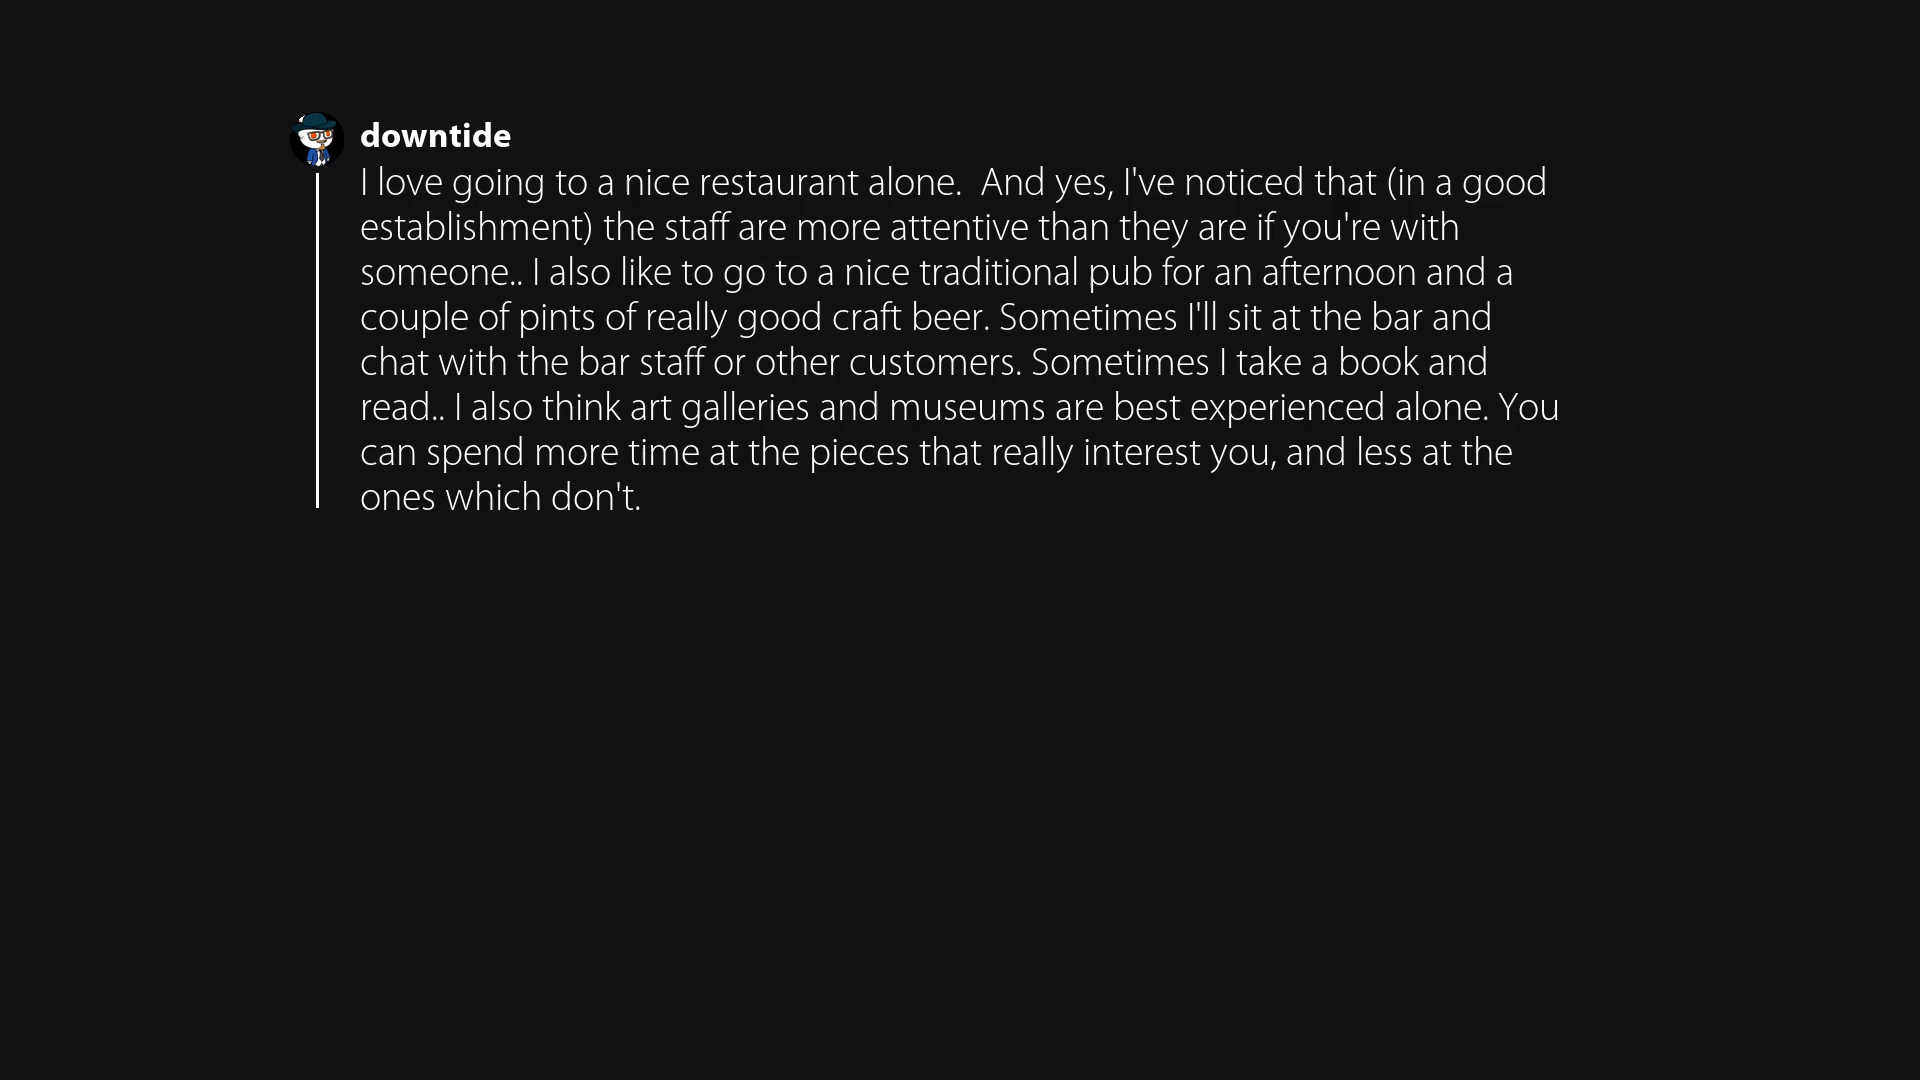 downtide
I love going to a nice restaurant alone.  And yes, I've noticed that (in a good
establishment) the staff are more attentive than they are if you're with
someone.. I also like to go to a nice traditional pub for an afternoon and a
couple of pints of really good craft beer. Sometimes I'll sit at the bar and
chat with the bar staff or other customers. Sometimes I take a book and
read.. I also think art galleries and museums are best experienced alone. You
can spend more time at the pieces that really interest you, and less at the
ones which don't.